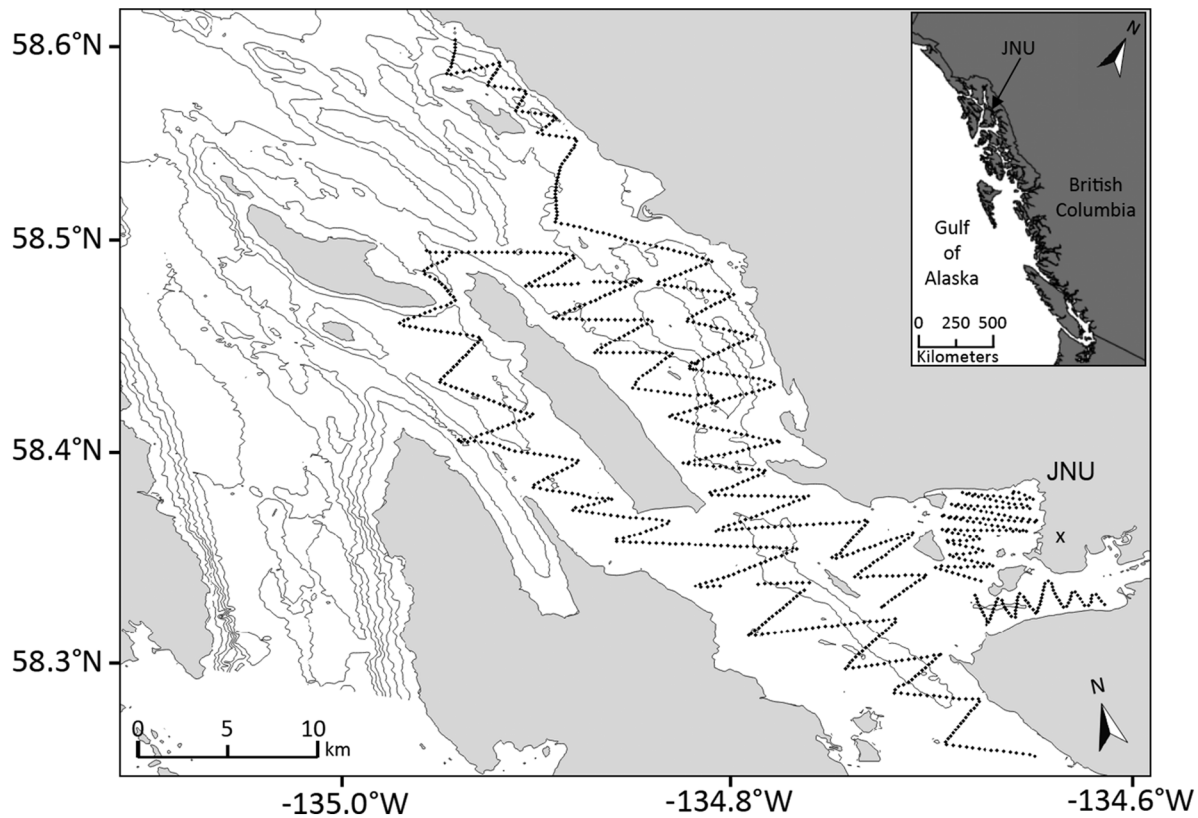 58.6°N
58.5°N
58.4°N
58.3°N
-135.0°W
-134.8°W
-134.6°W
0 5 10
km
JNU
x
N
N
JNU
British
Columbia
Gulf
of
Alaska
0 250 500
Kilometers